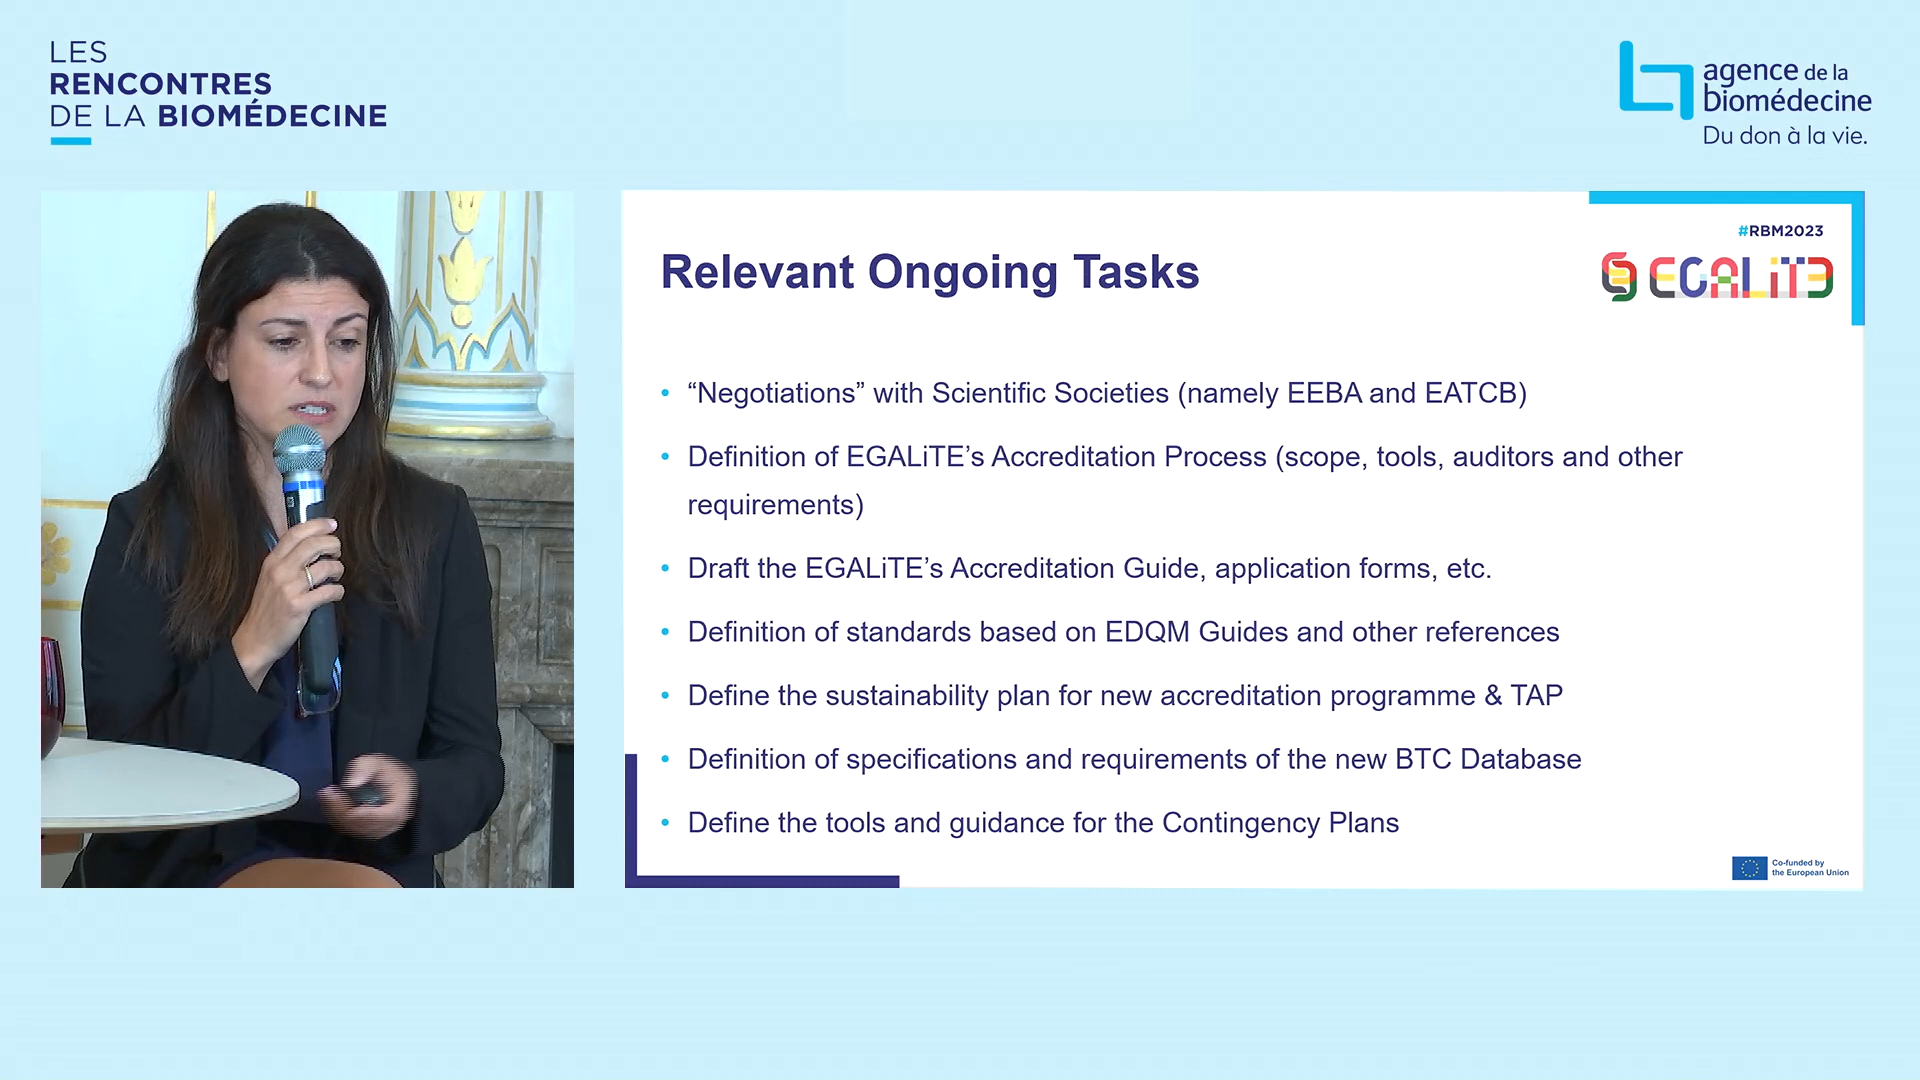 LES
RENCONTRES
DE LA BIOMÉDECINE
agence de la
biomédecine
Du don à la vie.
#RBM2023
EGALiTE
Relevant Ongoing Tasks
• “Negotiations” with Scientific Societies (namely EEBA and EATCB)
• Definition of EGALiTE’s Accreditation Process (scope, tools, auditors and other
requirements)
• Draft the EGALiTE’s Accreditation Guide, application forms, etc.
• Definition of standards based on EDQM Guides and other references
• Define the sustainability plan for new accreditation programme & TAP
• Definition of specifications and requirements of the new BTC Database
• Define the tools and guidance for the Contingency Plans
Co-funded by
the European Union